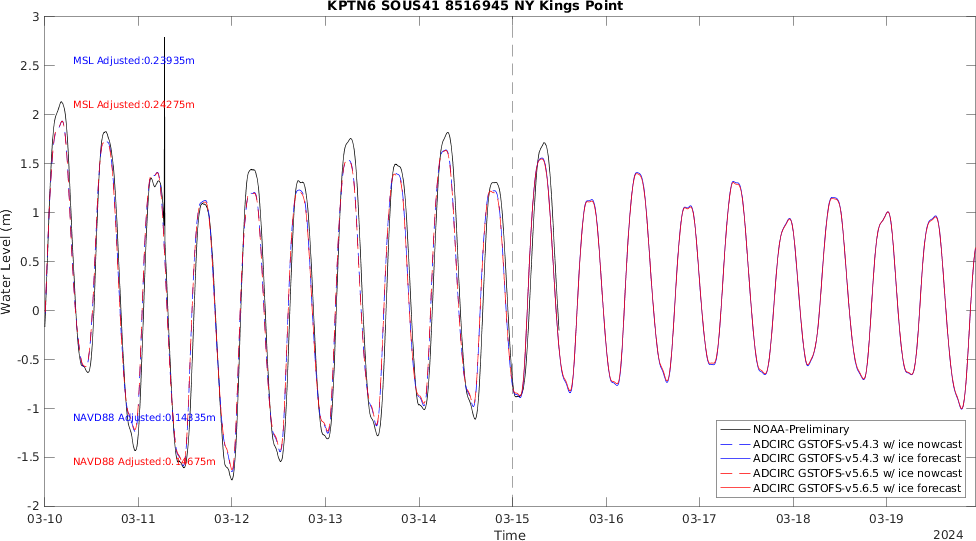 KPTN6 SOUS41 8516945 NY Kings Point
3
2.5
2
1.5
1
0.5
0
-0.5
-1
-1.5
-2
Water Level (m)
MSL Adjusted:0.23935m
MSL Adjusted:0.24275m
NAVD88 Adjusted:0.14335m
NAVD88 Adjusted:0.14675m
NOAA-Preliminary
ADCIRC GSTOFS-v5.4.3 w/ ice nowcast
ADCIRC GSTOFS-v5.4.3 w/ ice forecast
ADCIRC GSTOFS-v5.6.5 w/ ice nowcast
ADCIRC GSTOFS-v5.6.5 w/ ice forecast
03-10 03-11 03-12 03-13 03-14 03-15 03-16 03-17 03-18 03-19
Time
2024